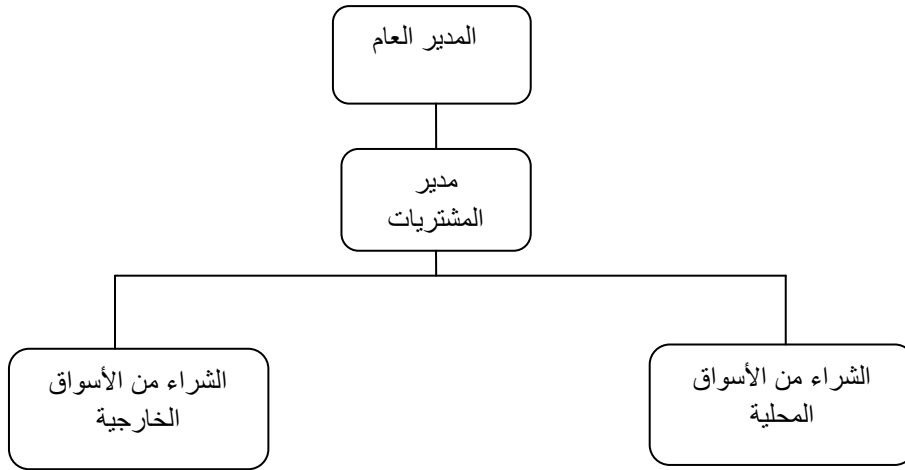 المدير العام
مدير
المشتريات
الشراء من الأسواق
المحلية
الشراء من الأسواق
الخارجية